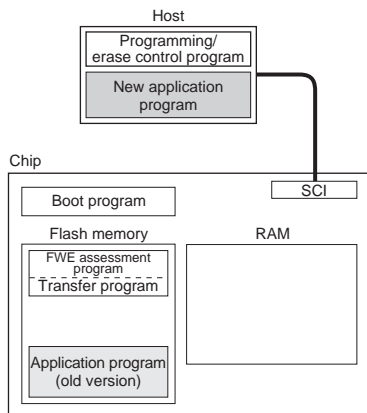 Host
Programming/
erase control program
New application
program
Chip
SCI
Boot program
Flash memory
RAM
FWE assessment
program
Transfer program
Application program
(old version)